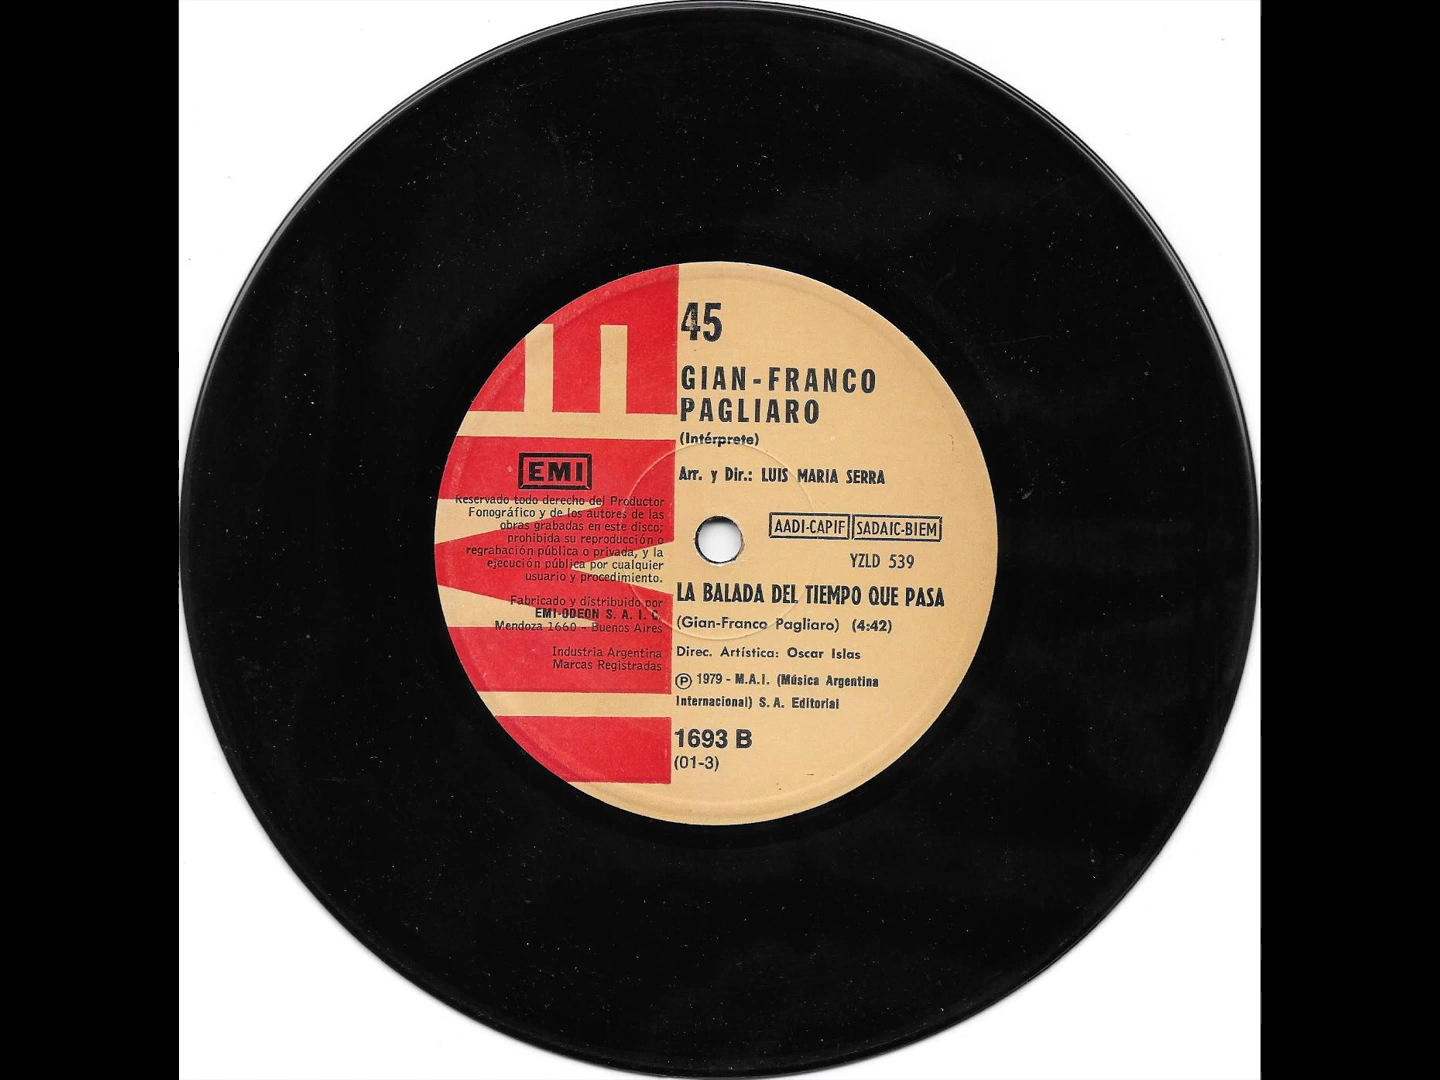 45
GIAN-FRANCO
PAGLIARO
(Intérprete)
Arr. y Dir.: LUIS MARIA SERRA
AADI-CAPIF SADAIC-BIEM
YZLD 539
LA BALADA DEL TIEMPO QUE PASA
(Gian-Franco Pagliaro) (4:42)
Direc. Artística: Oscar Islas
Ⓟ 1979 - M.A.I. (Música Argentina
Internacional) S. A. Editorial
1693 B
(01-3)
EMI
EMI
Reservado todo derecho del Productor
Fonográfico y de los autores de las
obras grabadas en este disco;
prohibida su reproducción o
regrabación pública o privada, y la
ejecución pública por cualquier
usuario y procedimiento.
Fabricado y distribuido por
EMI-ODEON S. A. I. C.
Mendoza 1660 - Buenos Aires
Industria Argentina
Marcas Registradas